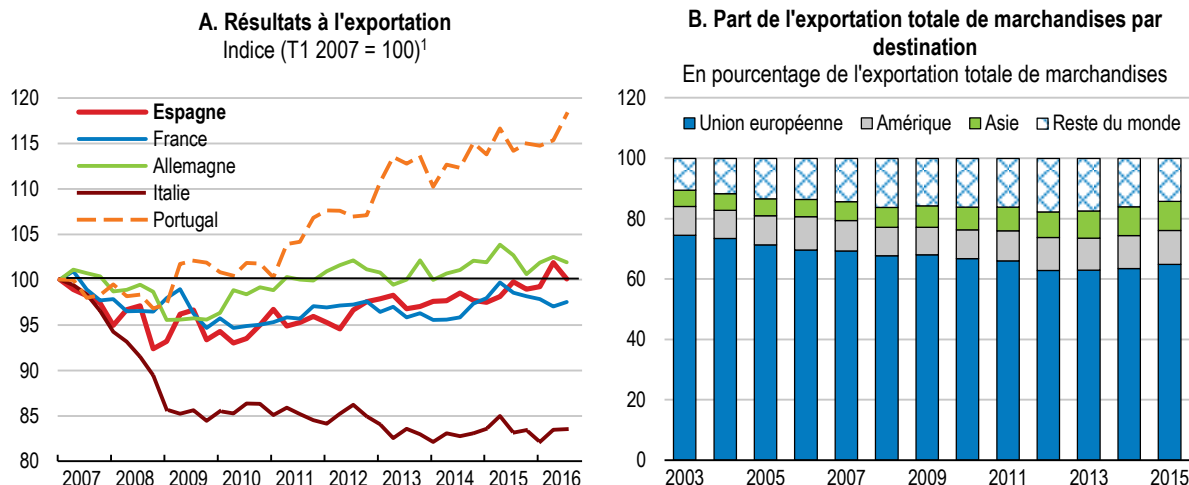 A. Résultats à l'exportation
Indice (T1 2007 = 100)1
120
115
110
105
100
95
90
85
80
Espagne
France
Allemagne
Italie
Portugal
2007 2008 2009 2010 2011 2012 2013 2014 2015 2016
B. Part de l'exportation totale de marchandises par
destination
En pourcentage de l'exportation totale de marchandises
120
100
80
60
40
20
0
Union européenne Amérique Asie Reste du monde
2003 2005 2007 2009 2011 2013 2015